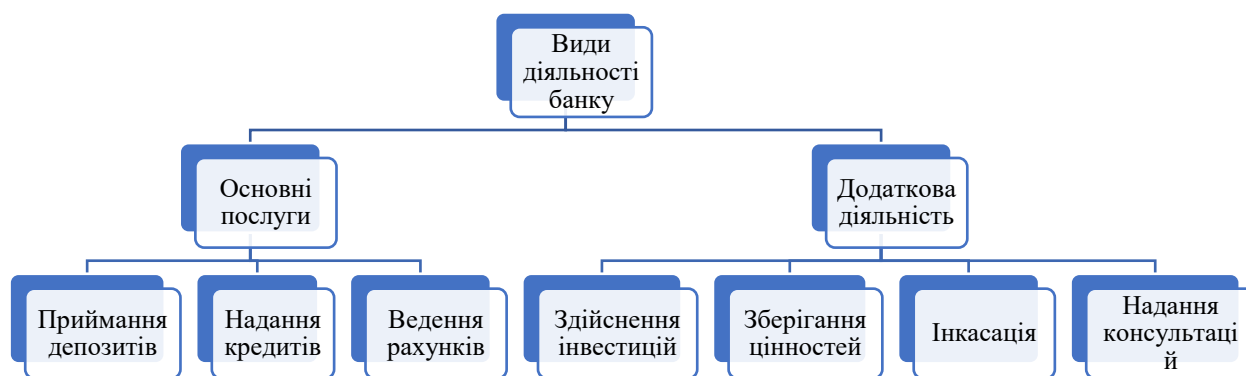 Види
діяльності
банку
Основні
послуги
Додаткова
діяльність
Приймання
депозитів
Надання
кредитів
Ведення
рахунків
Здійснення
інвестицій
Зберігання
цінностей
Інкасація
Надання
консультаці
й